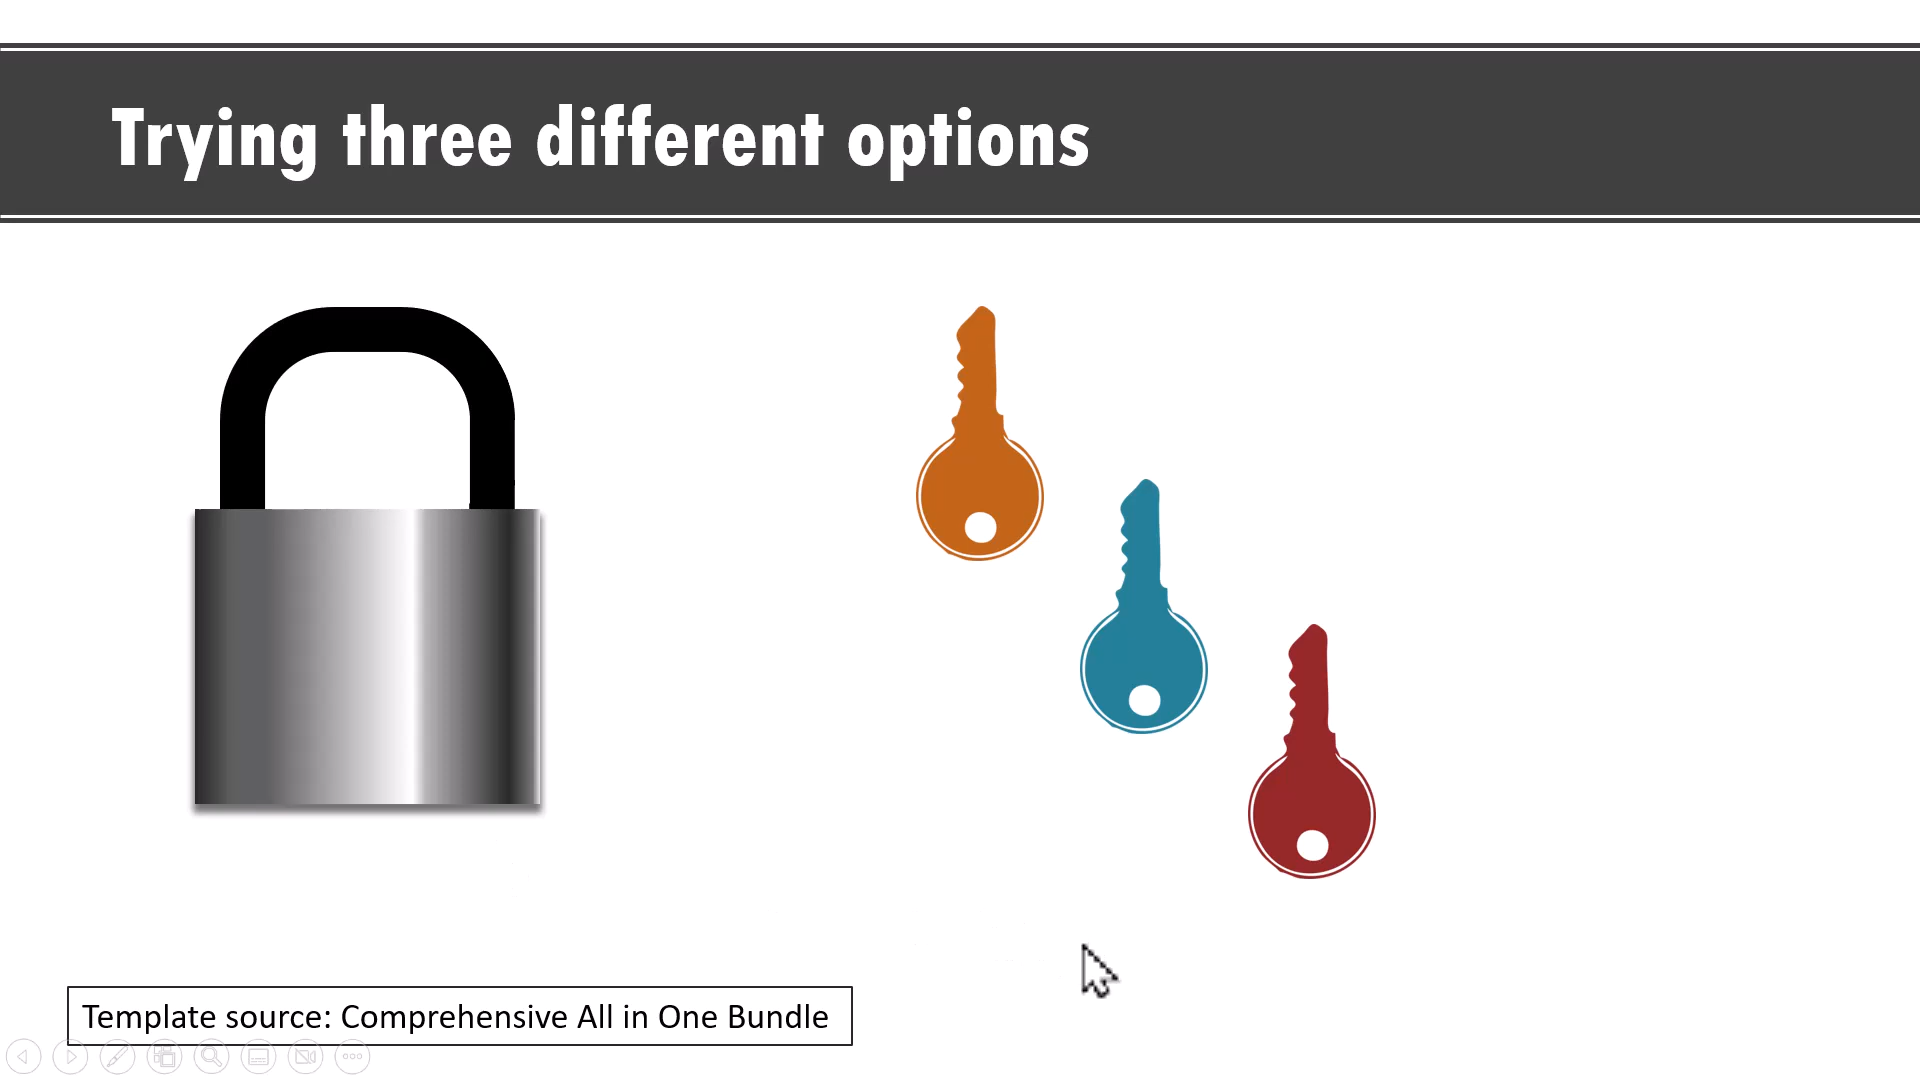 Trying three different options
Template source: Comprehensive All in One Bundle